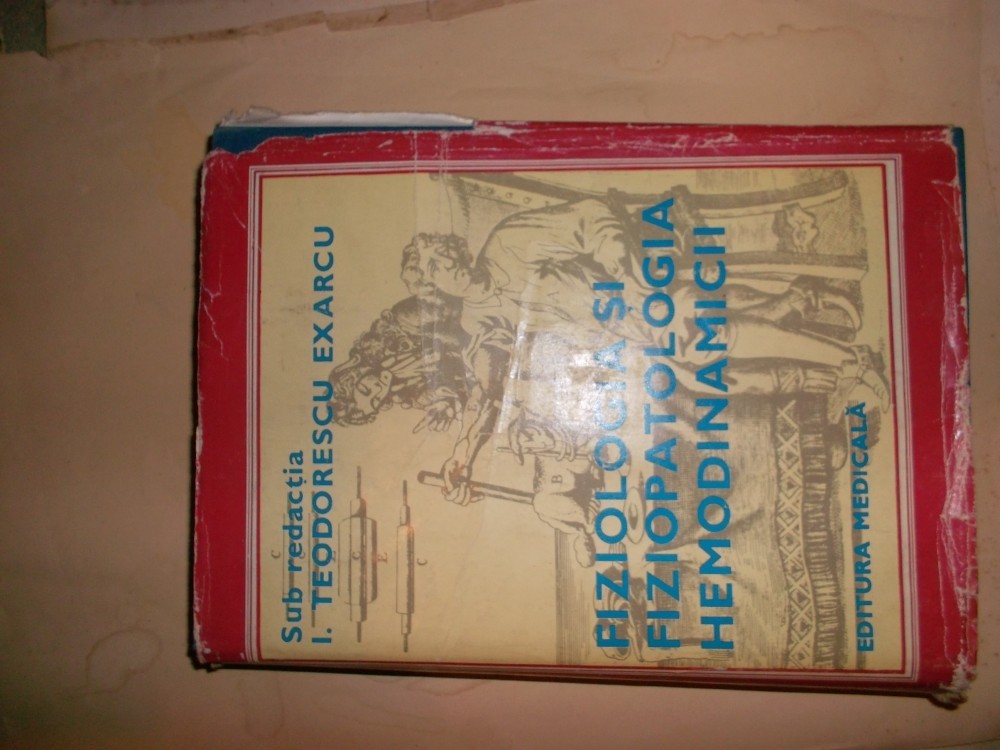 Sub redacția
I. TEODORESCU EXARCU
C
C
E
C
A
B
FIZIOLOGIA ȘI
FIZIOPATOLOGIA
HEMODINAMICII
EDITURA MEDICALĂ